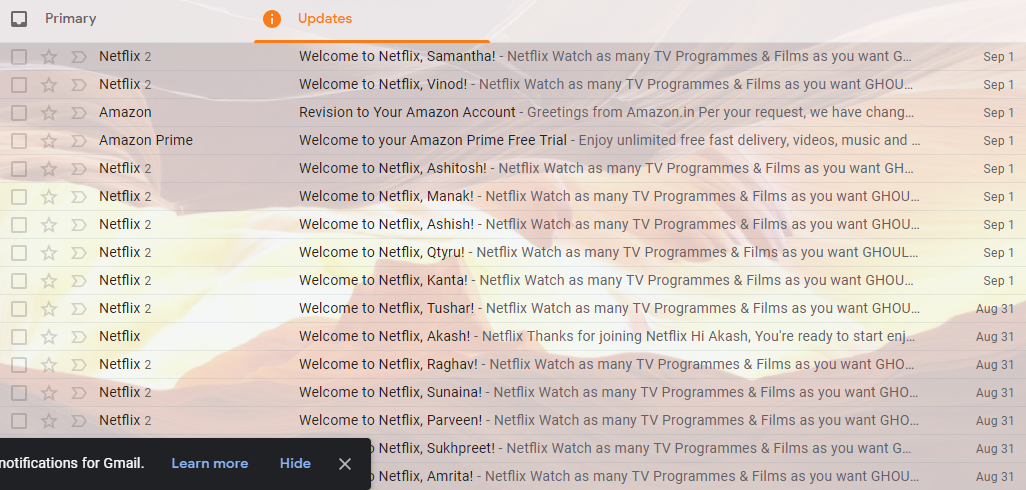 Primary Updates
Netflix 2 Welcome to Netflix, Samantha! - Netflix Watch as many TV Programmes & Films as you want G... Sep 1
Netflix 2 Welcome to Netflix, Vinod! - Netflix Watch as many TV Programmes & Films as you want GHOU... Sep 1
Amazon Revision to Your Amazon Account - Greetings from Amazon.in Per your request, we have chang... Sep 1
Amazon Prime Welcome to your Amazon Prime Free Trial - Enjoy unlimited free fast delivery, videos, music and ... Sep 1
Netflix 2 Welcome to Netflix, Ashitosh! - Netflix Watch as many TV Programmes & Films as you want GH... Sep 1
Netflix 2 Welcome to Netflix, Manak! - Netflix Watch as many TV Programmes & Films as you want GHOU... Sep 1
Netflix 2 Welcome to Netflix, Ashish! - Netflix Watch as many TV Programmes & Films as you want GHOU... Sep 1
Netflix 2 Welcome to Netflix, Qtyru! - Netflix Watch as many TV Programmes & Films as you want GHOUL... Sep 1
Netflix 2 Welcome to Netflix, Kanta! - Netflix Watch as many TV Programmes & Films as you want GHOU... Sep 1
Netflix 2 Welcome to Netflix, Tushar! - Netflix Watch as many TV Programmes & Films as you want GHOU... Aug 31
Netflix Welcome to Netflix, Akash! - Netflix Thanks for joining Netflix Hi Akash, You're ready to start enj... Aug 31
Netflix 2 Welcome to Netflix, Raghav! - Netflix Watch as many TV Programmes & Films as you want GHO... Aug 31
Netflix 2 Welcome to Netflix, Sunaina! - Netflix Watch as many TV Programmes & Films as you want GHO... Aug 31
Netflix 2 Welcome to Netflix, Parveen! - Netflix Watch as many TV Programmes & Films as you want GHO... Aug 31
to Netflix, Sukhpreet! - Netflix Watch as many TV Programmes & Films as you want G... Aug 31
notifications for Gmail. Learn more Hide
to Netflix, Amrita! - Netflix Watch as many TV Programmes & Films as you want GHOU... Aug 31